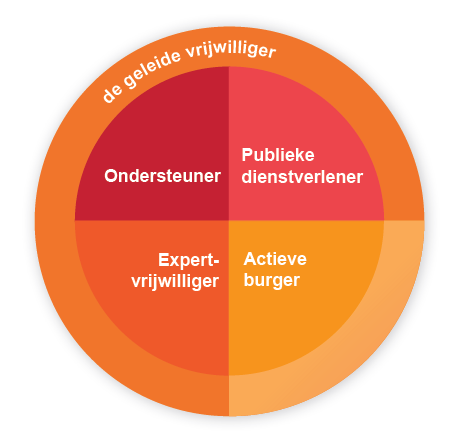 de geleide vrijwilliger
Ondersteuner
Publieke
dienstverlener
Expert-
vrijwilliger
Actieve
burger